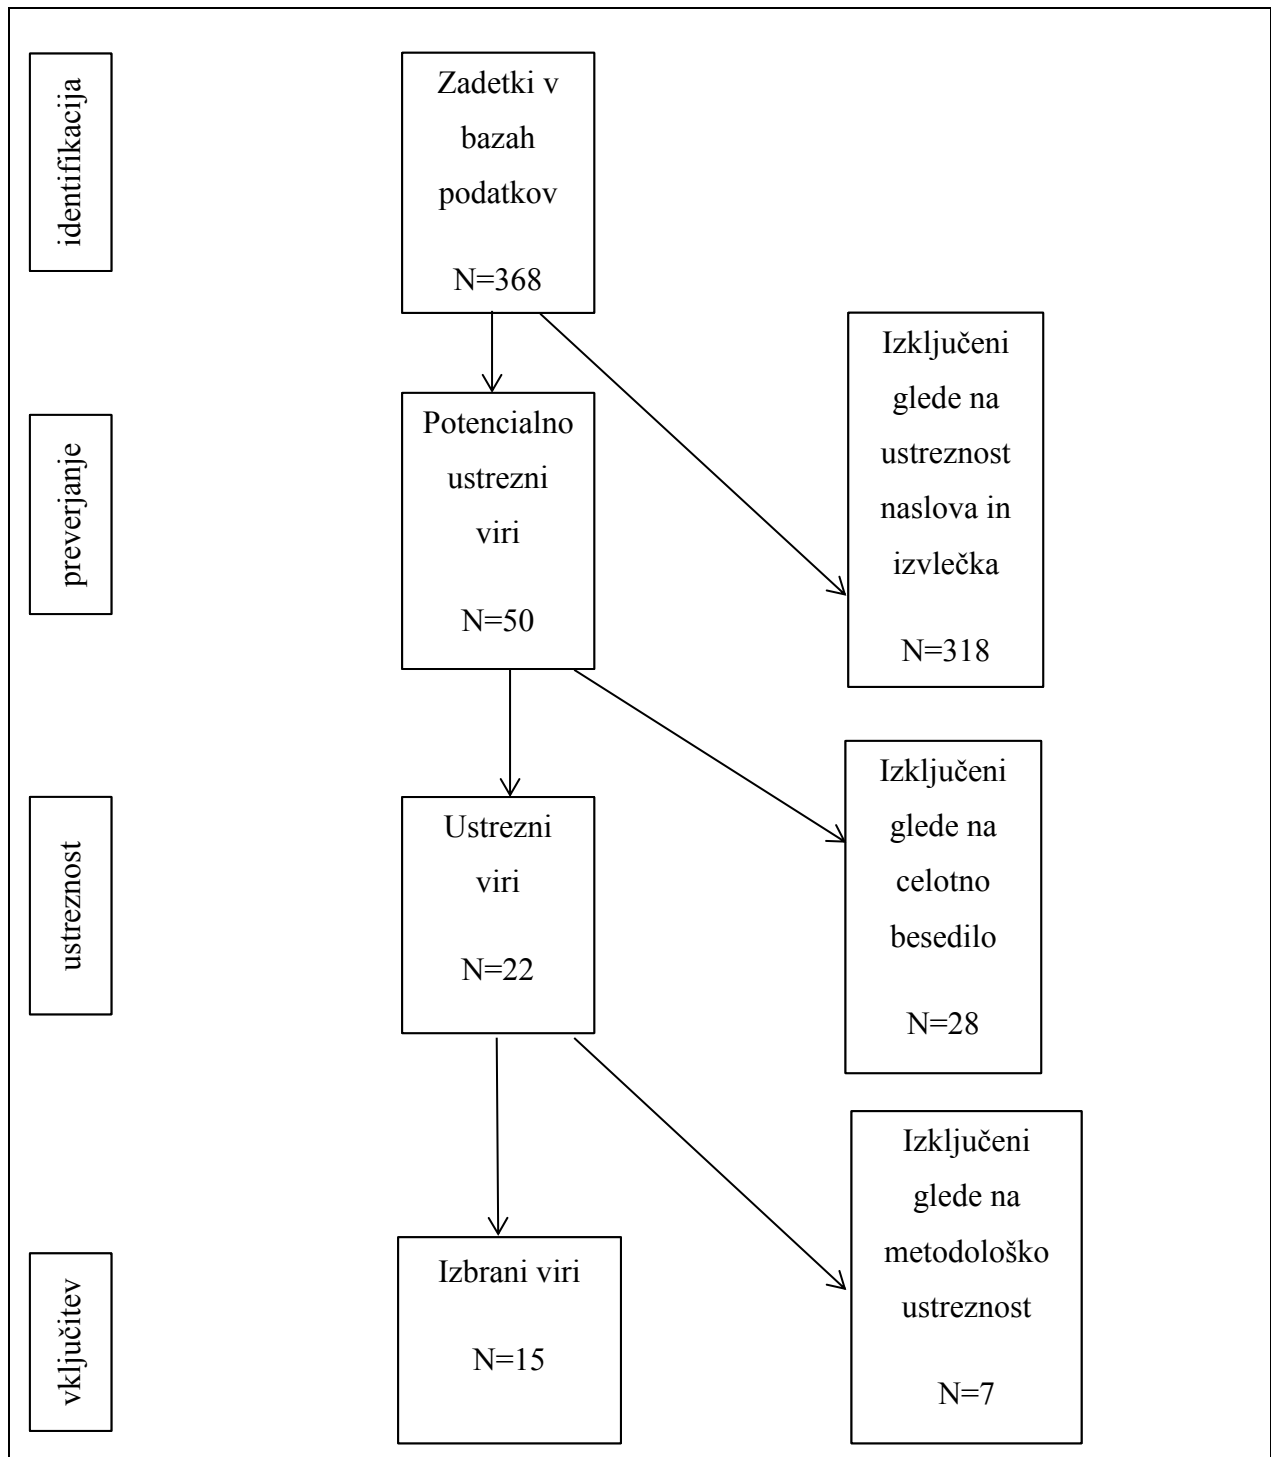 identifikacija
Zadetki v
bazah
podatkov
N=368
Izključeni
glede na
ustreznost
naslova in
izvlečka
N=318
preverjanje
Potencialno
ustrezni
viri
N=50
Izključeni
glede na
celotno
besedilo
N=28
ustreznost
Ustrezni
viri
N=22
Izključeni
glede na
metodološko
ustreznost
N=7
vključitev
Izbrani viri
N=15